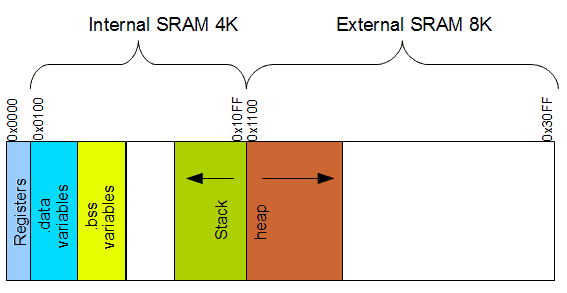 Internal SRAM 4K
External SRAM 8K
0x0000
0x0100
0x10FF
0x1100
0x30FF
Registers
.data
variables
.bss
variables
Stack
heap